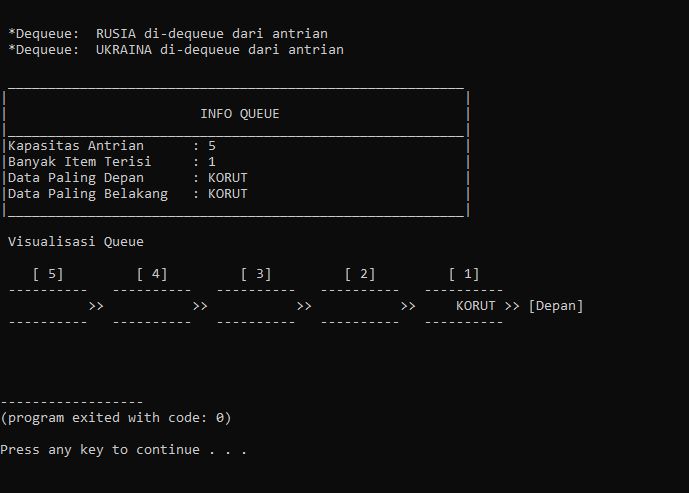 *Dequeue:  RUSIA di-dequeue dari antrian
*Dequeue:  UKRAINA di-dequeue dari antrian
INFO QUEUE
Kapasitas Antrian      : 5
Banyak Item Terisi     : 1
Data Paling Depan      : KORUT
Data Paling Belakang   : KORUT
Visualisasi Queue
[ 5]         [ 4]         [ 3]         [ 2]         [ 1]
----------   ----------   ----------   ----------   ----------
>>           >>           >>           >>     KORUT >> [Depan]
----------   ----------   ----------   ----------   ----------
------------------
(program exited with code: 0)
Press any key to continue . . .